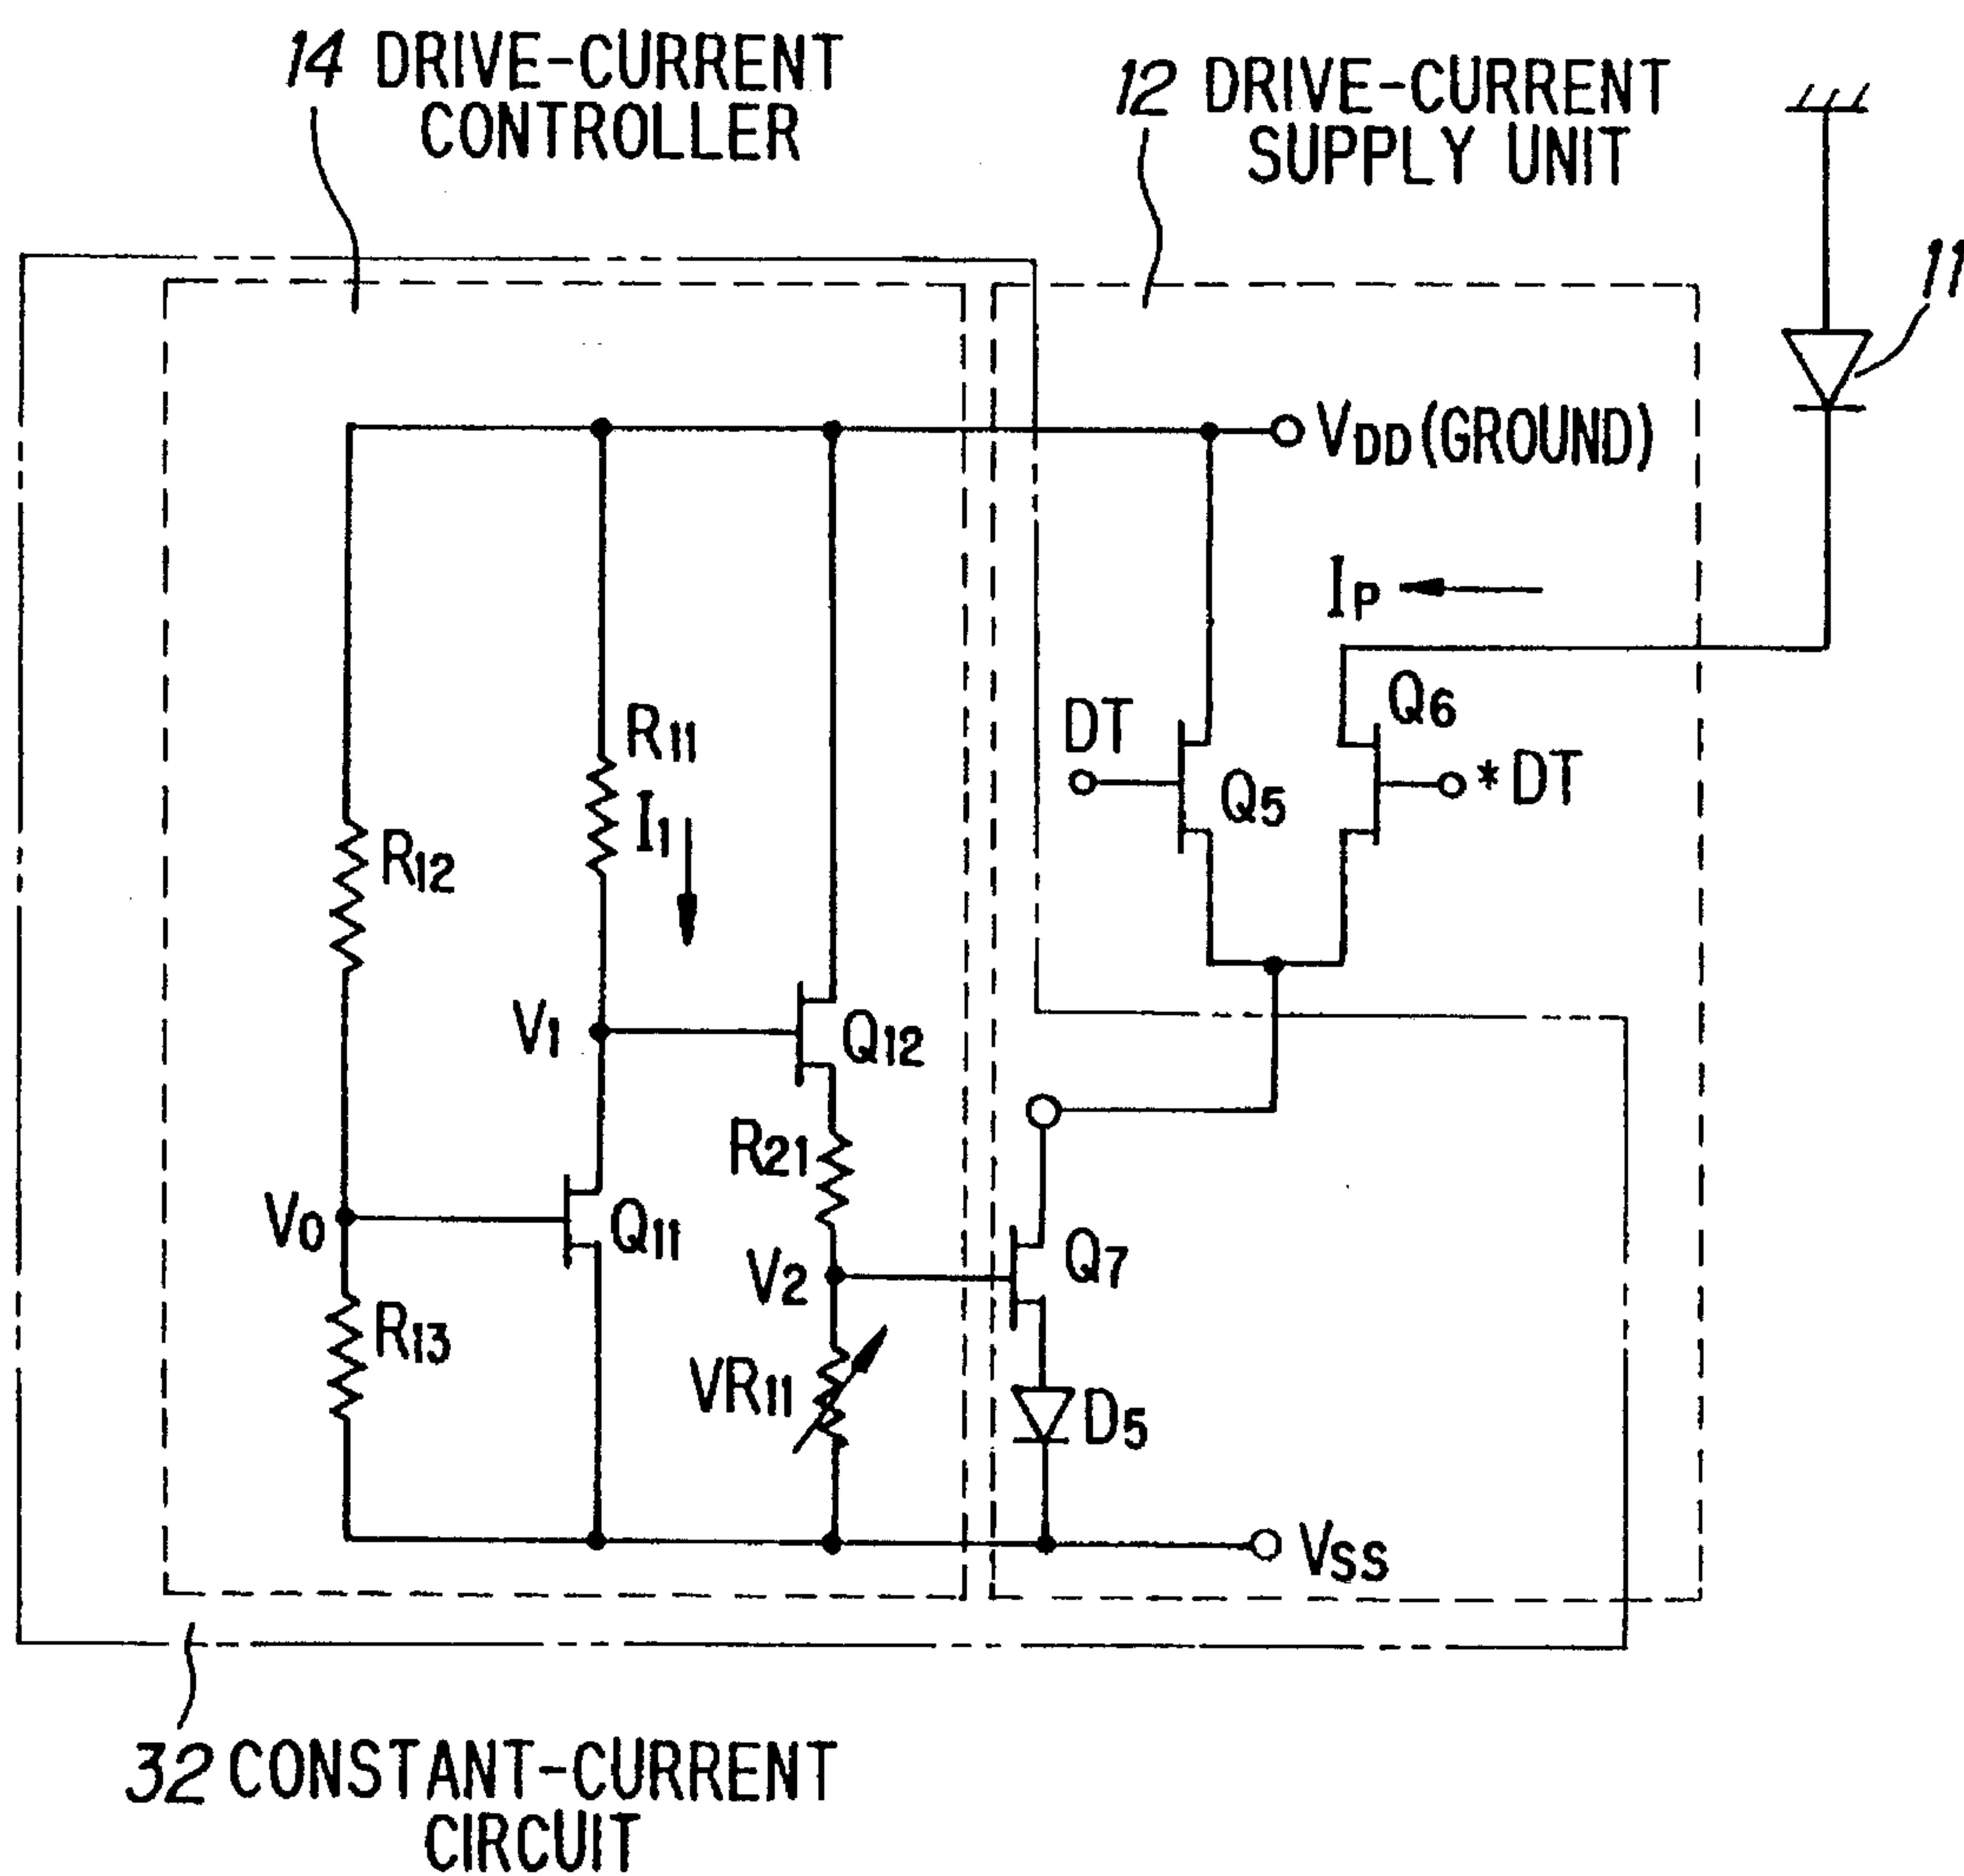 14 DRIVE-CURRENT
CONTROLLER
12 DRIVE-CURRENT
SUPPLY UNIT
11
VDD (GROUND)
IP
R11
I1
DT
Q6
Q5
*DT
R12
V1
Q12
R21
V0
Q11
V2
Q7
R13
VR11
D5
VSS
32 CONSTANT-CURRENT
CIRCUIT